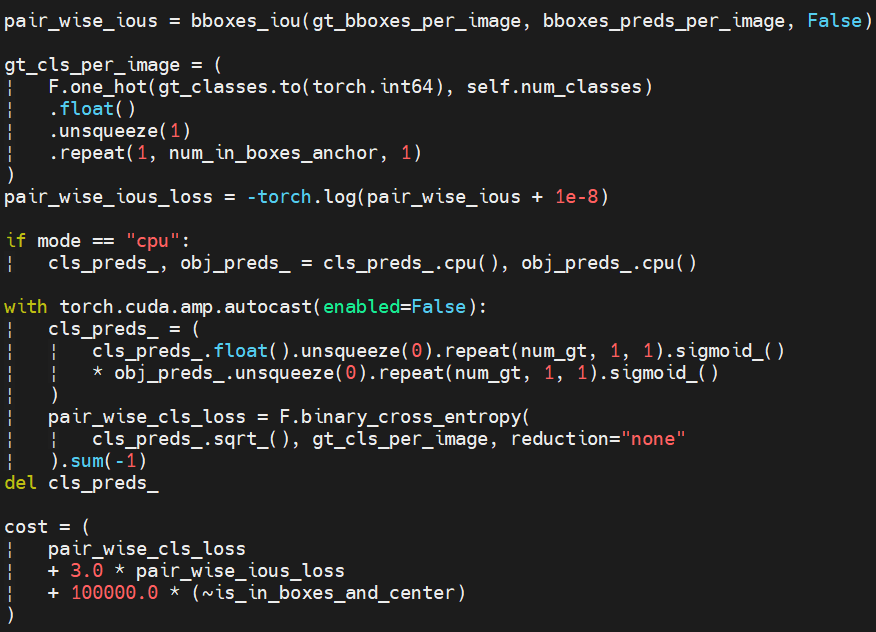 pair_wise_ious = bboxes_iou(gt_bboxes_per_image, bboxes_preds_per_image, False)

gt_cls_per_image = (
    F.one_hot(gt_classes.to(torch.int64), self.num_classes)
    .float()
    .unsqueeze(1)
    .repeat(1, num_in_boxes_anchor, 1)
)
pair_wise_ious_loss = -torch.log(pair_wise_ious + 1e-8)

if mode == "cpu":
    cls_preds_, obj_preds_ = cls_preds_.cpu(), obj_preds_.cpu()

with torch.cuda.amp.autocast(enabled=False):
    cls_preds_ = (
        cls_preds_.float().unsqueeze(0).repeat(num_gt, 1, 1).sigmoid_()
        * obj_preds_.unsqueeze(0).repeat(num_gt, 1, 1).sigmoid_()
    )
    pair_wise_cls_loss = F.binary_cross_entropy(
        cls_preds_.sqrt_(), gt_cls_per_image, reduction="none"
    ).sum(-1)
del cls_preds_

cost = (
    pair_wise_cls_loss
    + 3.0 * pair_wise_ious_loss
    + 100000.0 * (~is_in_boxes_and_center)
)